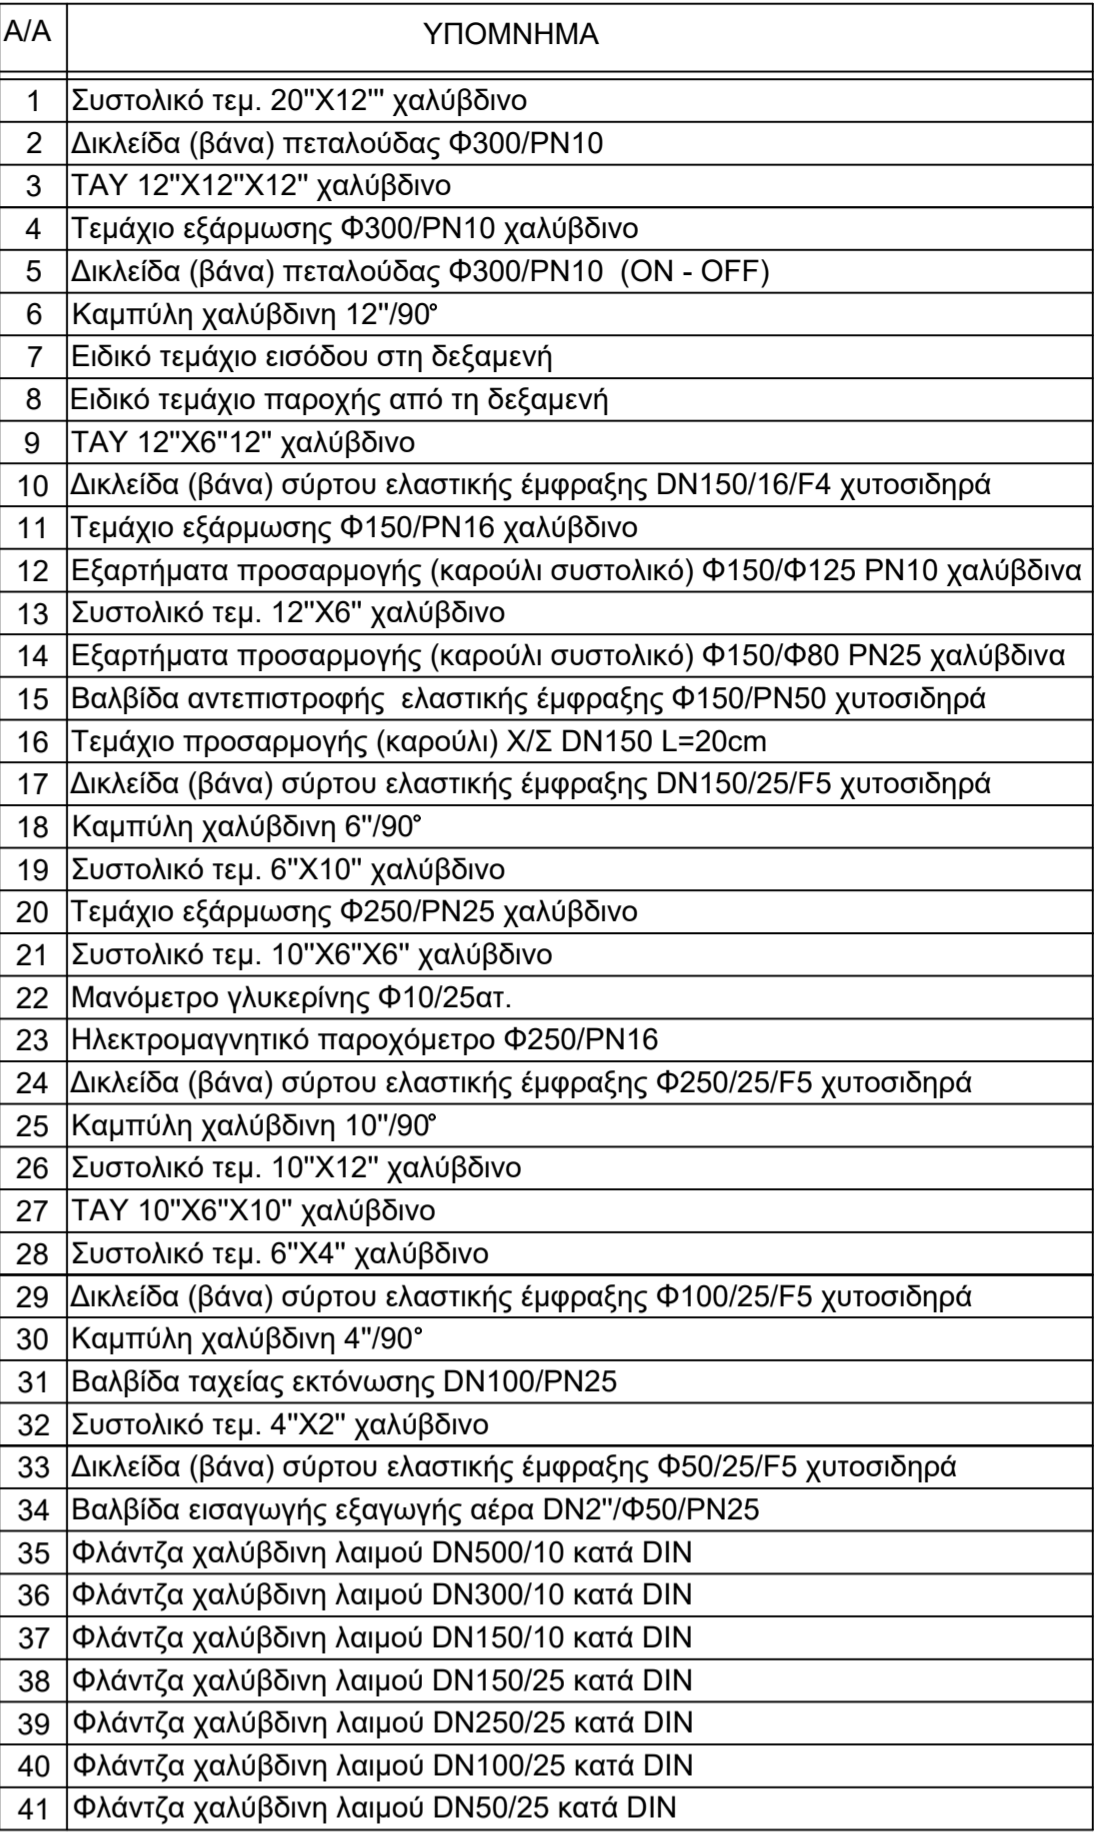 Α/Α ΥΠΟΜΝΗΜΑ
1 Συστολικό τεμ. 20''Χ12''' χαλύβδινο
2 Δικλείδα (βάνα) πεταλούδας Φ300/PN10
3 ΤΑΥ 12''Χ12''Χ12'' χαλύβδινο
4 Τεμάχιο εξάρμωσης Φ300/PN10 χαλύβδινο
5 Δικλείδα (βάνα) πεταλούδας Φ300/PN10 (ON - OFF)
6 Καμπύλη χαλύβδινη 12''/90°
7 Ειδικό τεμάχιο εισόδου στη δεξαμενή
8 Ειδικό τεμάχιο παροχής από τη δεξαμενή
9 ΤΑΥ 12''Χ6''12'' χαλύβδινο
10 Δικλείδα (βάνα) σύρτου ελαστικής έμφραξης DN150/16/F4 χυτοσιδηρά
11 Τεμάχιο εξάρμωσης Φ150/PN16 χαλύβδινο
12 Εξαρτήματα προσαρμογής (καρούλι συστολικό) Φ150/Φ125 PN10 χαλύβδινα
13 Συστολικό τεμ. 12''Χ6'' χαλύβδινο
14 Εξαρτήματα προσαρμογής (καρούλι συστολικό) Φ150/Φ80 PN25 χαλύβδινα
15 Βαλβίδα αντεπιστροφής ελαστικής έμφραξης Φ150/PN50 χυτοσιδηρά
16 Τεμάχιο προσαρμογής (καρούλι) Χ/Σ DN150 L=20cm
17 Δικλείδα (βάνα) σύρτου ελαστικής έμφραξης DN150/25/F5 χυτοσιδηρά
18 Καμπύλη χαλύβδινη 6''/90°
19 Συστολικό τεμ. 6''Χ10'' χαλύβδινο
20 Τεμάχιο εξάρμωσης Φ250/PN25 χαλύβδινο
21 Συστολικό τεμ. 10''Χ6''Χ6'' χαλύβδινο
22 Μανόμετρο γλυκερίνης Φ10/25ατ.
23 Ηλεκτρομαγνητικό παροχόμετρο Φ250/PN16
24 Δικλείδα (βάνα) σύρτου ελαστικής έμφραξης Φ250/25/F5 χυτοσιδηρά
25 Καμπύλη χαλύβδινη 10''/90°
26 Συστολικό τεμ. 10''Χ12'' χαλύβδινο
27 ΤΑΥ 10''Χ6''Χ10'' χαλύβδινο
28 Συστολικό τεμ. 6''Χ4'' χαλύβδινο
29 Δικλείδα (βάνα) σύρτου ελαστικής έμφραξης Φ100/25/F5 χυτοσιδηρά
30 Καμπύλη χαλύβδινη 4''/90°
31 Βαλβίδα ταχείας εκτόνωσης DN100/PN25
32 Συστολικό τεμ. 4''Χ2'' χαλύβδινο
33 Δικλείδα (βάνα) σύρτου ελαστικής έμφραξης Φ50/25/F5 χυτοσιδηρά
34 Βαλβίδα εισαγωγής εξαγωγής αέρα DN2''/Φ50/PN25
35 Φλάντζα χαλύβδινη λαιμού DN500/10 κατά DIN
36 Φλάντζα χαλύβδινη λαιμού DN300/10 κατά DIN
37 Φλάντζα χαλύβδινη λαιμού DN150/10 κατά DIN
38 Φλάντζα χαλύβδινη λαιμού DN150/25 κατά DIN
39 Φλάντζα χαλύβδινη λαιμού DN250/25 κατά DIN
40 Φλάντζα χαλύβδινη λαιμού DN100/25 κατά DIN
41 Φλάντζα χαλύβδινη λαιμού DN50/25 κατά DIN